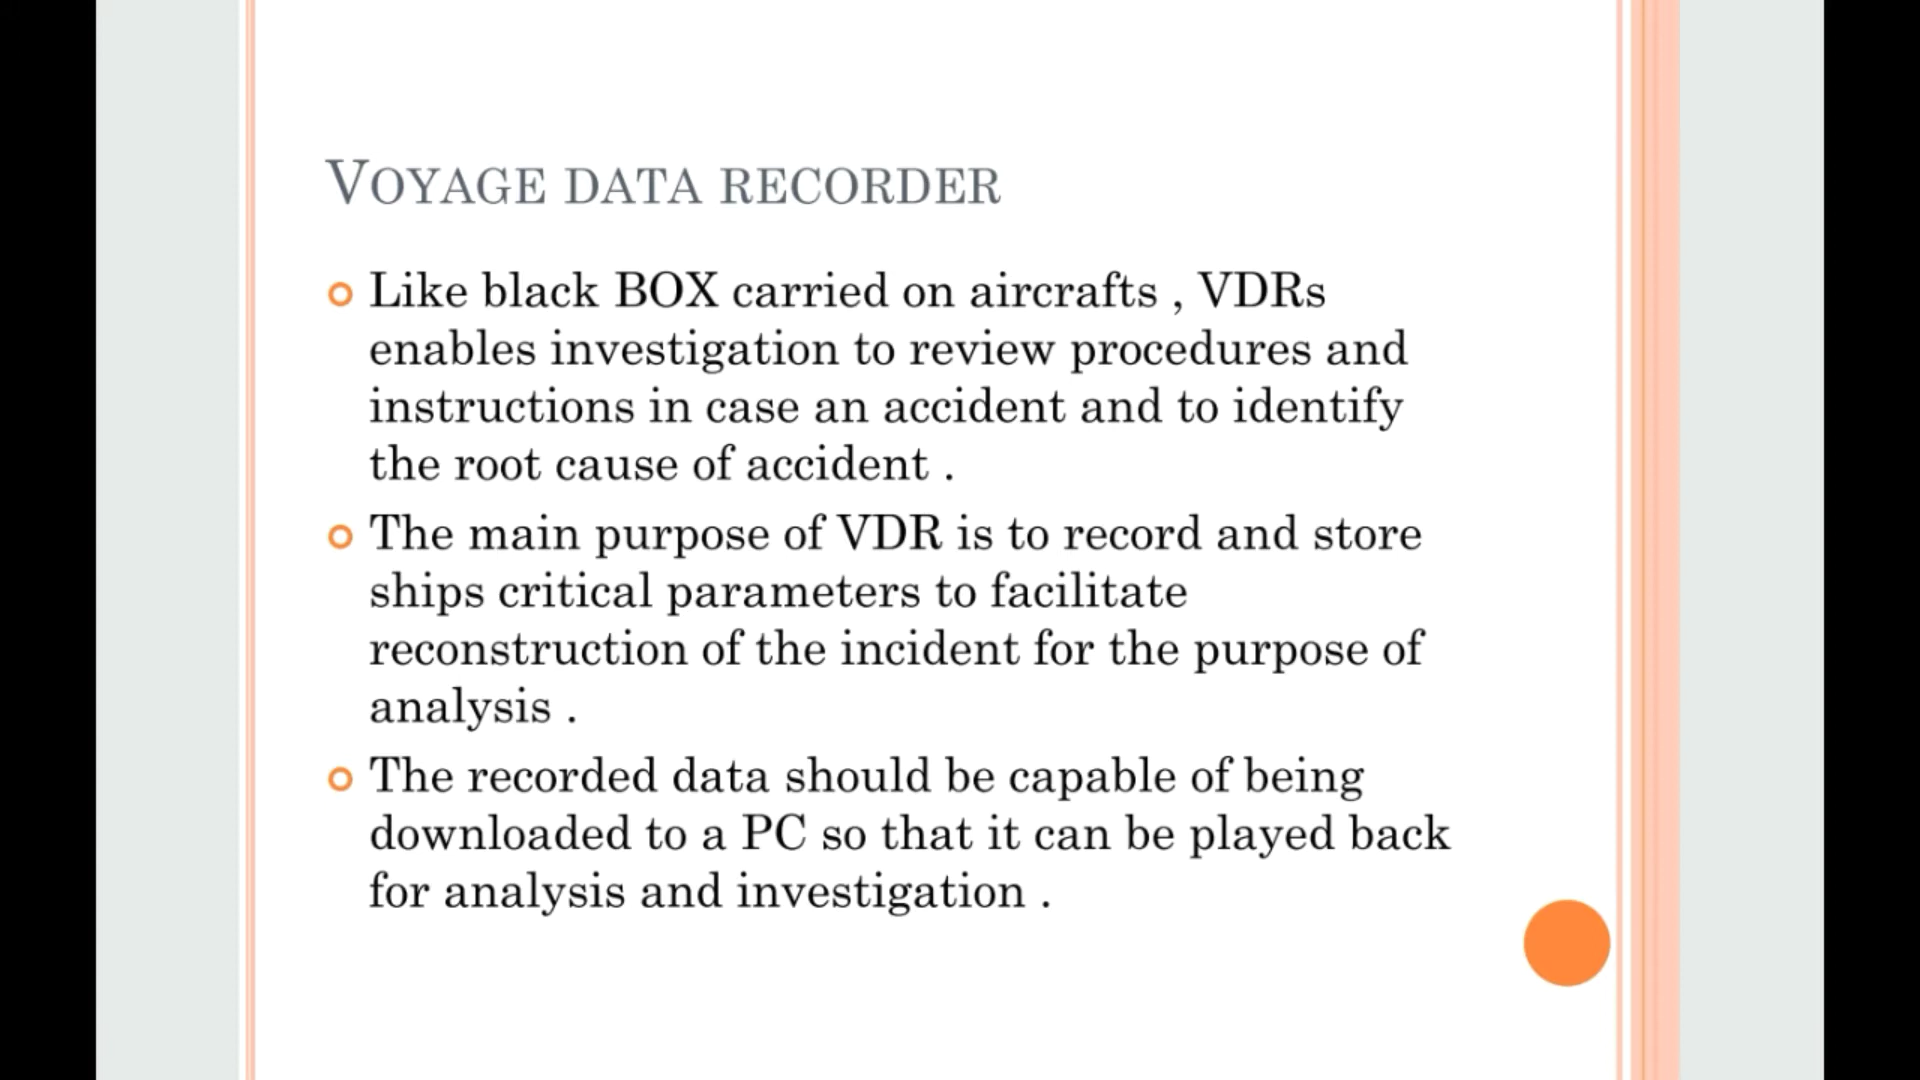 VOYAGE DATA RECORDER
Like black BOX carried on aircrafts , VDRs
enables investigation to review procedures and
instructions in case an accident and to identify
the root cause of accident .
The main purpose of VDR is to record and store
ships critical parameters to facilitate
reconstruction of the incident for the purpose of
analysis .
The recorded data should be capable of being
downloaded to a PC so that it can be played back
for analysis and investigation .